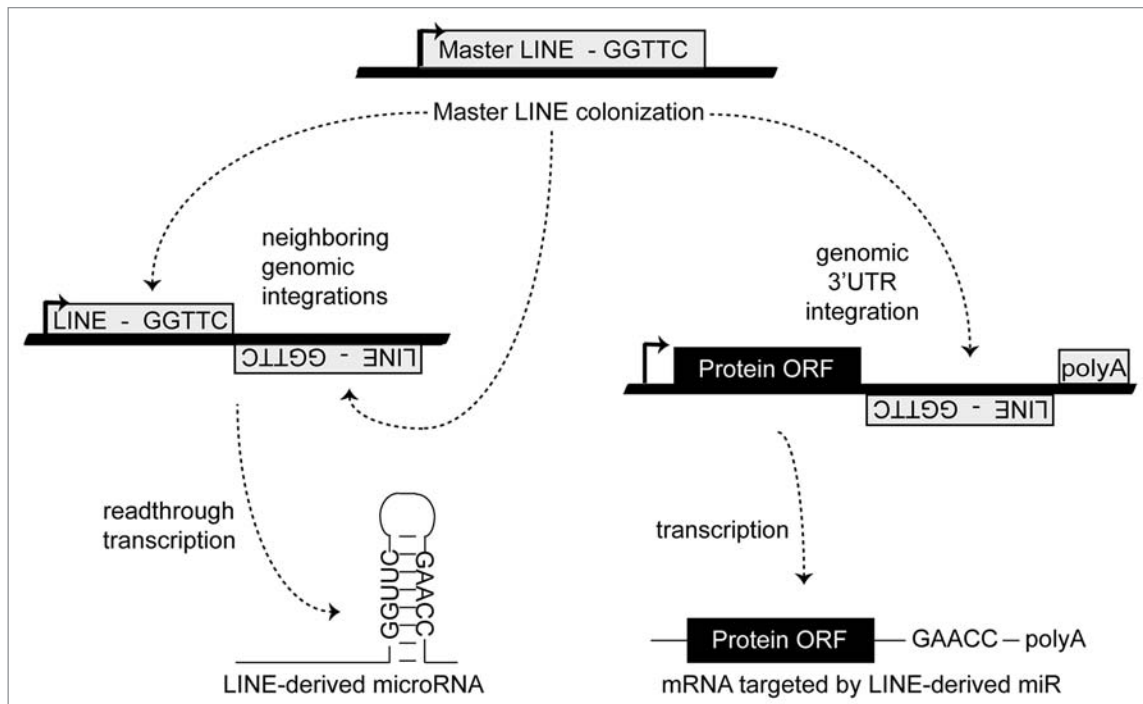 Master LINE - GGTTC
Master LINE colonization
neighboring
genomic
integrations
LINE - GGTTC
LINE - GGTTC
readthrough
transcription
GGUUC
GAACC
LINE-derived microRNA
genomic
3'UTR
integration
Protein ORF
polyA
LINE - GGTTC
transcription
Protein ORF
GAACC
polyA
mRNA targeted by LINE-derived miR